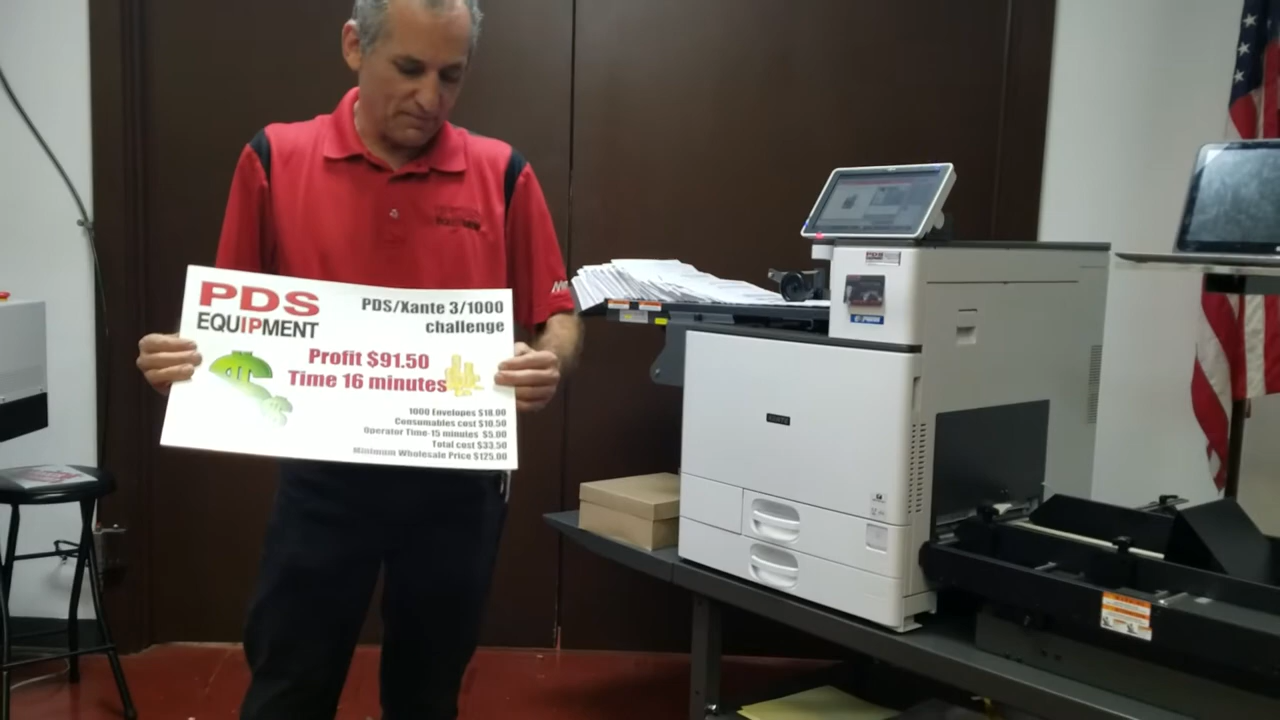 PDS
EQUIPMENT
PDS/Xante 3/1000
challenge
Profit $91.50
Time 16 minutes
1000 Envelopes $18.00
Consumables cost $10.50
Operator Time-15 minutes $5.00
Total cost $33.50
Minimum Wholesale Price $125.00
PDS